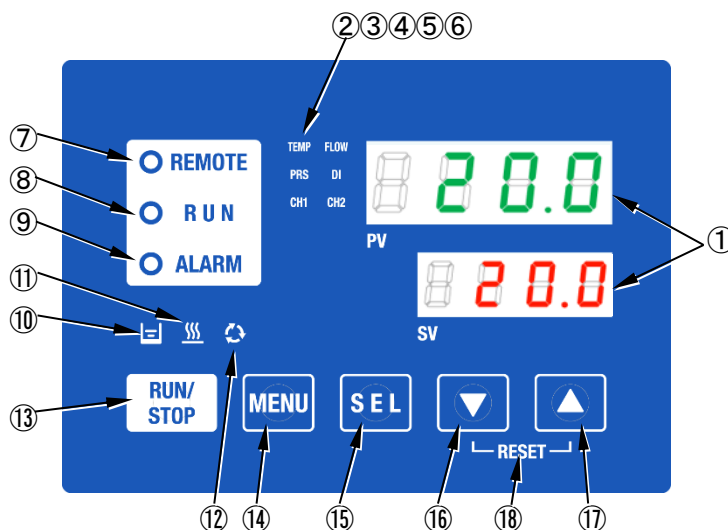 ②③④⑤⑥
⑦
REMOTE
TEMP FLOW
20.0
⑧
RUN
PRS DI
CH1 CH2
⑨
ALARM
PV
①
20.0
⑪
⑩
SV
⑬
RUN/
STOP
MENU
SEL
▼
▲
RESET
⑫
⑭
⑮
⑯
⑱
⑰